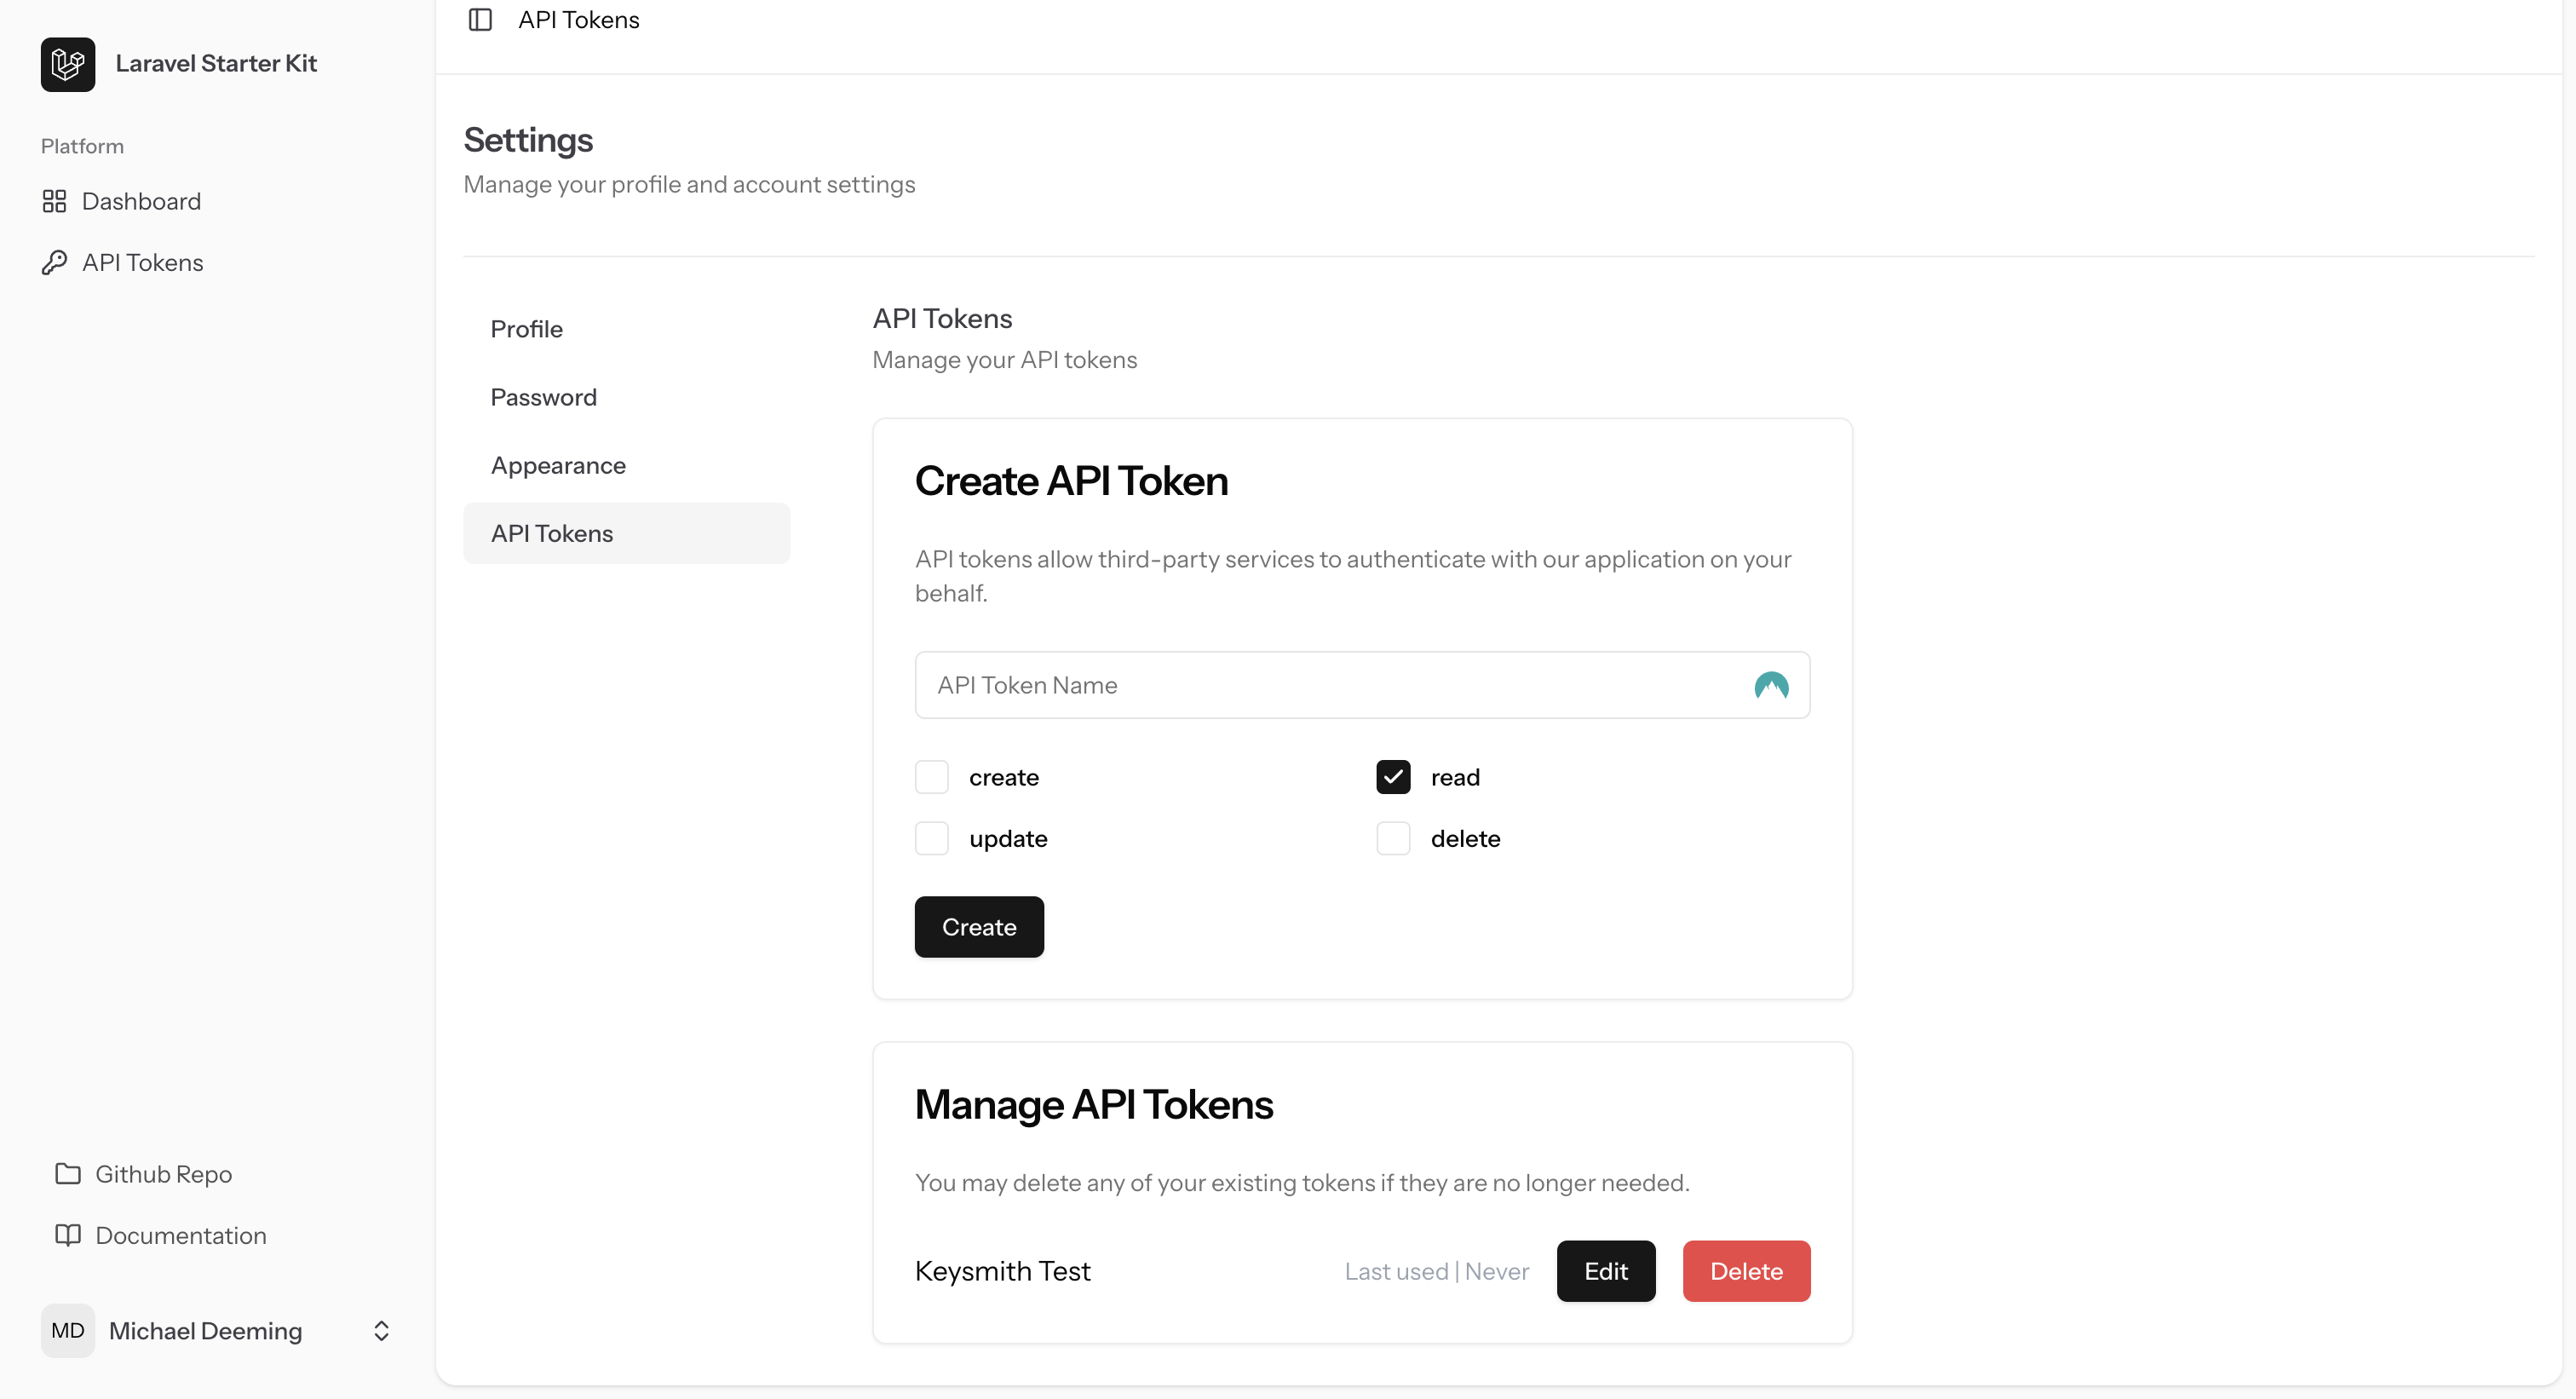 Laravel Starter Kit
Platform
Dashboard
API Tokens
Github Repo
Documentation
MD Michael Deeming
API Tokens
Settings
Manage your profile and account settings
Profile
Password
Appearance
API Tokens
API Tokens
Manage your API tokens
Create API Token
API tokens allow third-party services to authenticate with our application on your
behalf.
API Token Name
create read
update delete
Create
Manage API Tokens
You may delete any of your existing tokens if they are no longer needed.
Keysmith Test Last used | Never Edit Delete